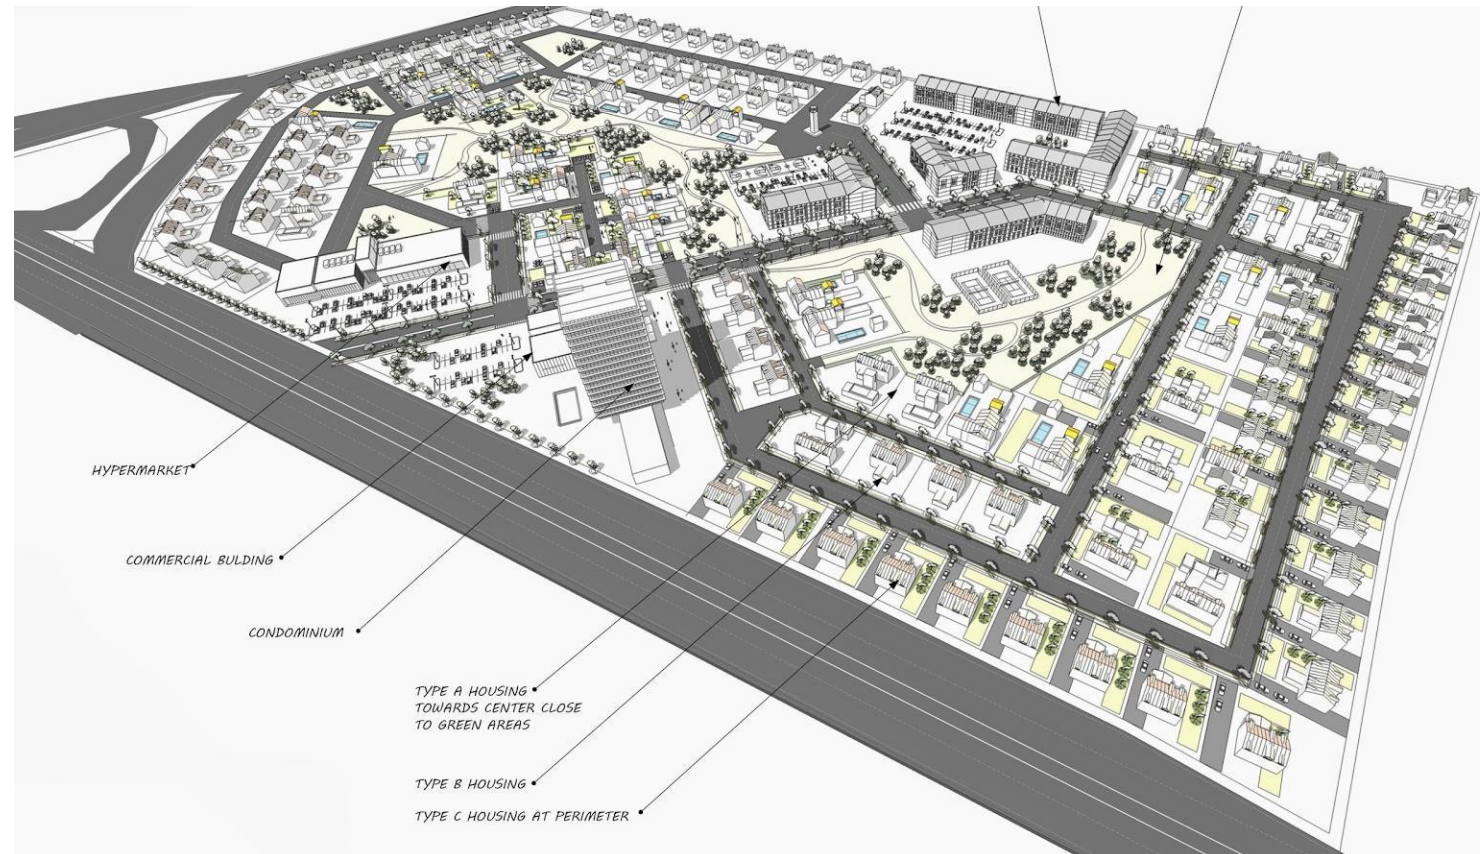 HYPERMARKET
COMMERCIAL BULDING
CONDOMINIUM
TYPE A HOUSING
TOWARDS CENTER CLOSE
TO GREEN AREAS
TYPE B HOUSING
TYPE C HOUSING AT PERIMETER